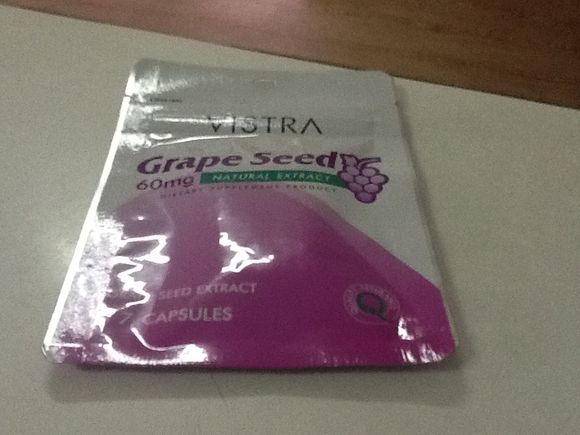 VISTRA
Grape Seed
60mg NATURAL EXTRACT
DIETARY SUPPLEMENT PRODUCT
SEED EXTRACT
CAPSULES
Q